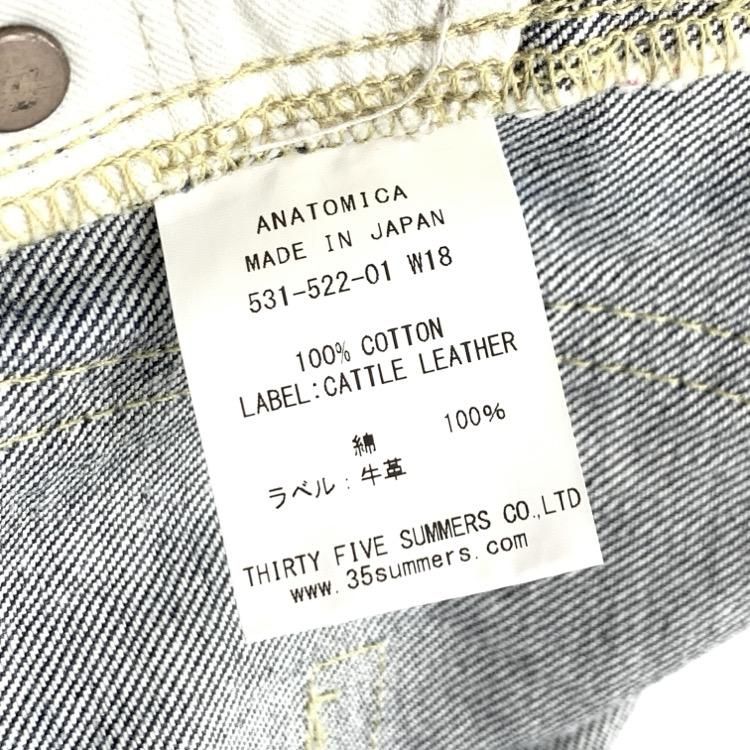 ANATOMICA
MADE IN JAPAN
531-522-01 W18
100% COTTON
LABEL:CATTLE LEATHER
綿 100%
ラベル:牛革
THIRTY FIVE SUMMERS CO.,LTD
www.35summers.com